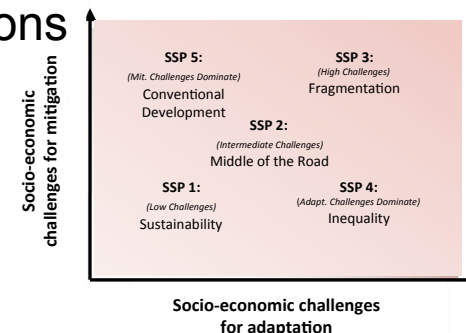 ons
Socio-economic
challenges for mitigation
SSP 5:
(Mit. Challenges Dominate)
Conventional
Development
SSP 3:
(High Challenges)
Fragmentation
SSP 2:
(Intermediate Challenges)
Middle of the Road
SSP 1:
(Low Challenges)
Sustainability
SSP 4:
(Adapt. Challenges Dominate)
Inequality
Socio-economic challenges
for adaptation